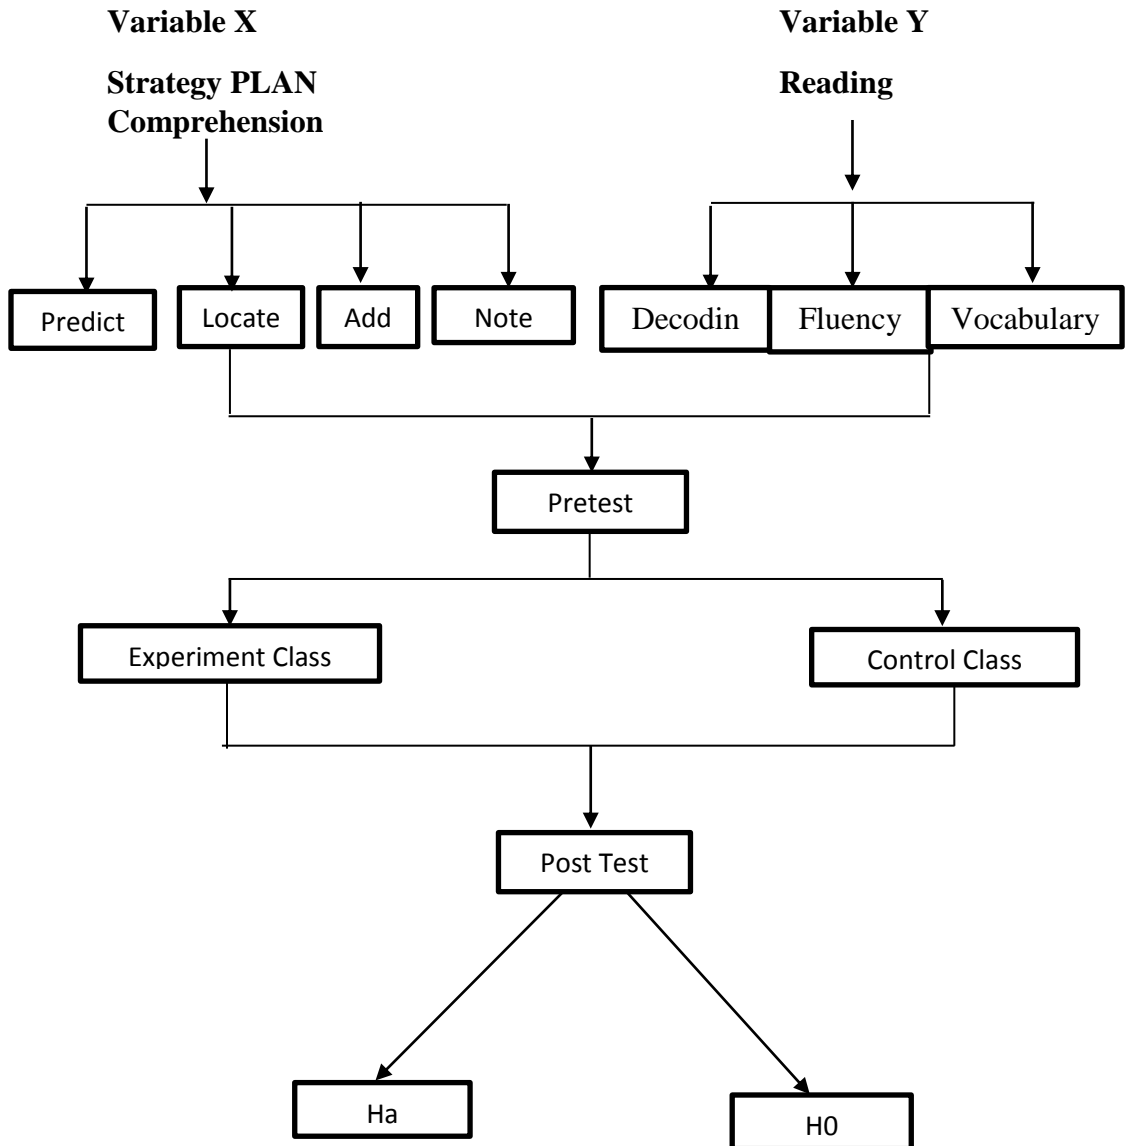 Variable X
Variable Y
Strategy PLAN
Comprehension
Reading
Predict
Locate
Add
Note
Decodin
Fluency
Vocabulary
Pretest
Experiment Class
Control Class
Post Test
Ha
H0